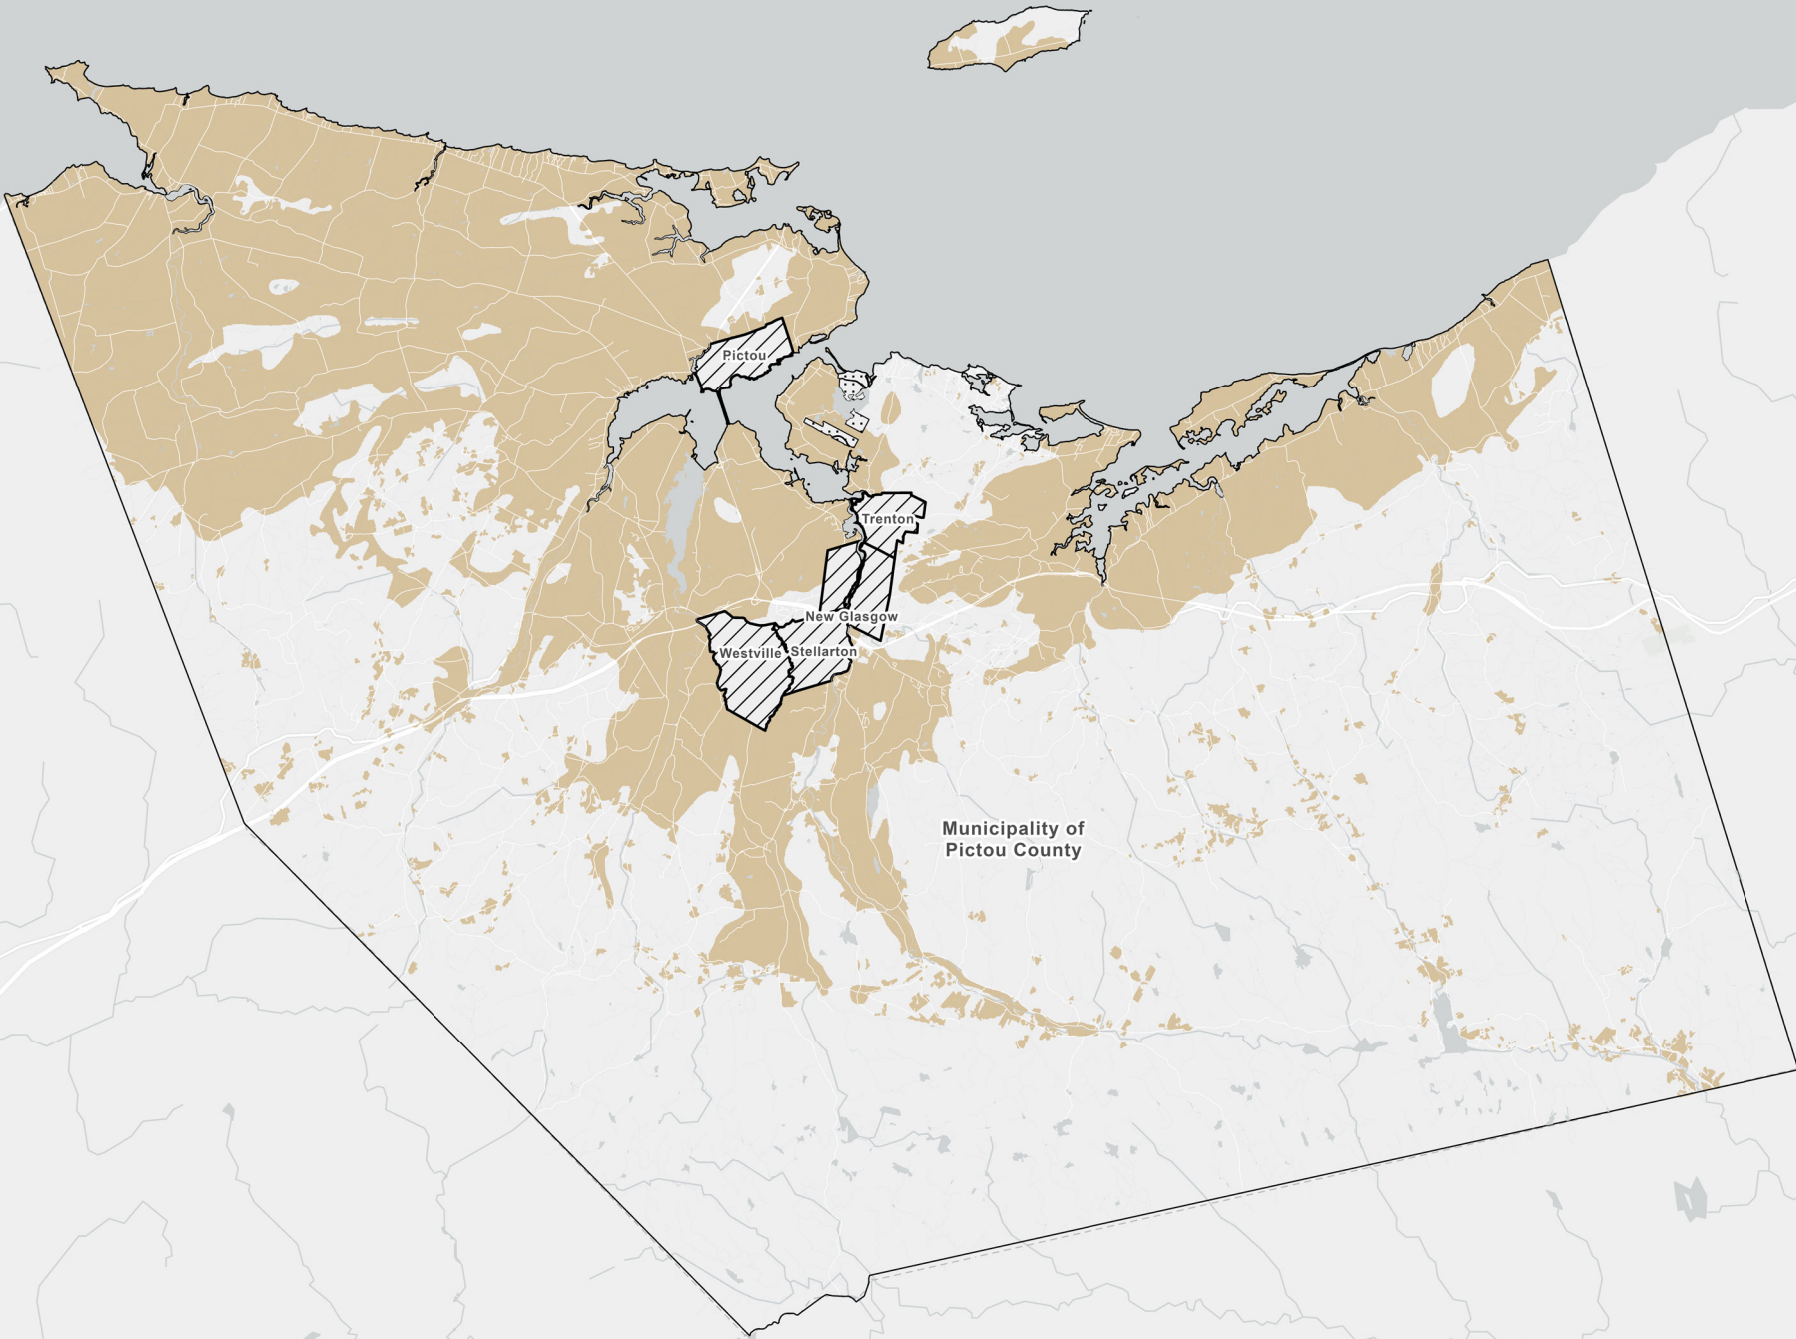 Pictou
Trenton
New Glasgow
Westville
Stellarton
Municipality of
Pictou County